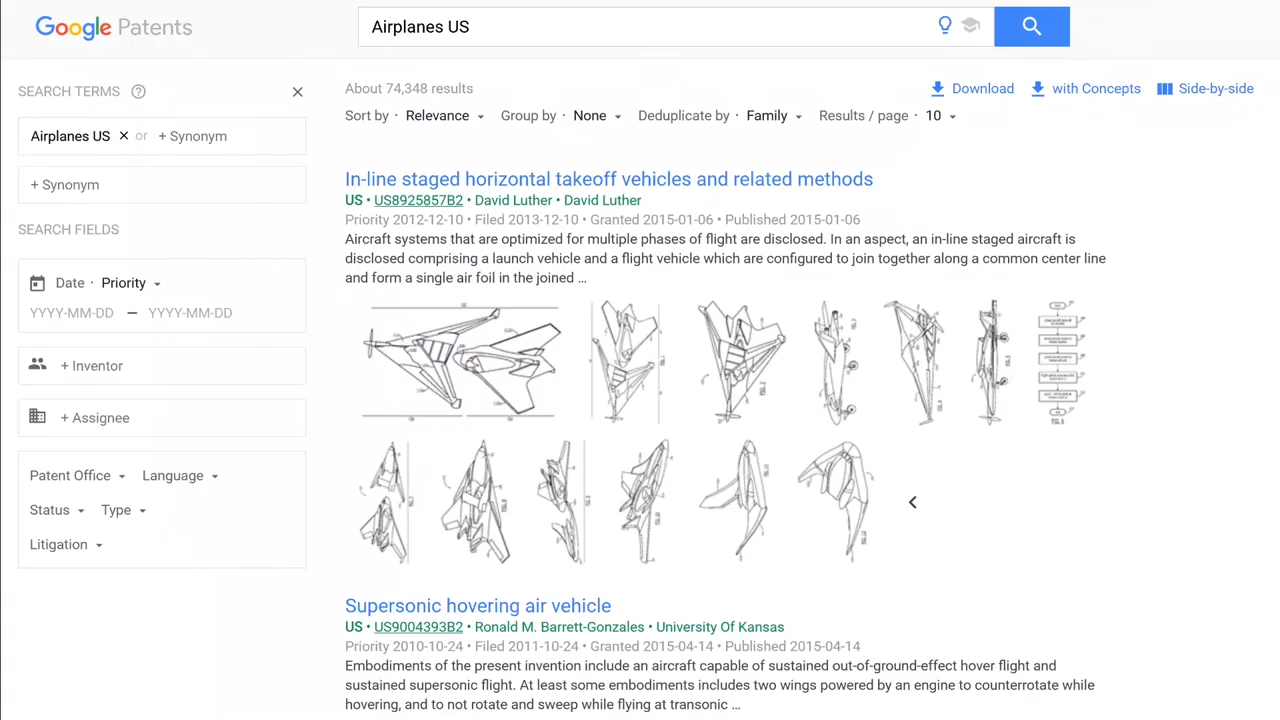 Google Patents
Airplanes US
SEARCH TERMS
About 74,348 results
Download with Concepts Side-by-side
Sort by · Relevance Group by · None Deduplicate by · Family Results / page · 10
Airplanes US × or + Synonym
+ Synonym
SEARCH FIELDS
Date · Priority
YYYY-MM-DD — YYYY-MM-DD
+ Inventor
+ Assignee
Patent Office Language
Status Type
Litigation
In-line staged horizontal takeoff vehicles and related methods
US • US8925857B2 • David Luther • David Luther
Priority 2012-12-10 • Filed 2013-12-10 • Granted 2015-01-06 • Published 2015-01-06
Aircraft systems that are optimized for multiple phases of flight are disclosed. In an aspect, an in-line staged aircraft is
disclosed comprising a launch vehicle and a flight vehicle which are configured to join together along a common center line
and form a single air foil in the joined ...
Supersonic hovering air vehicle
US • US9004393B2 • Ronald M. Barrett-Gonzales • University Of Kansas
Priority 2010-10-24 • Filed 2011-10-24 • Granted 2015-04-14 • Published 2015-04-14
Embodiments of the present invention include an aircraft capable of sustained out-of-ground-effect hover flight and
sustained supersonic flight. At least some embodiments includes two wings powered by an engine to counterrotate while
hovering, and to not rotate and sweep while flying at transonic ...